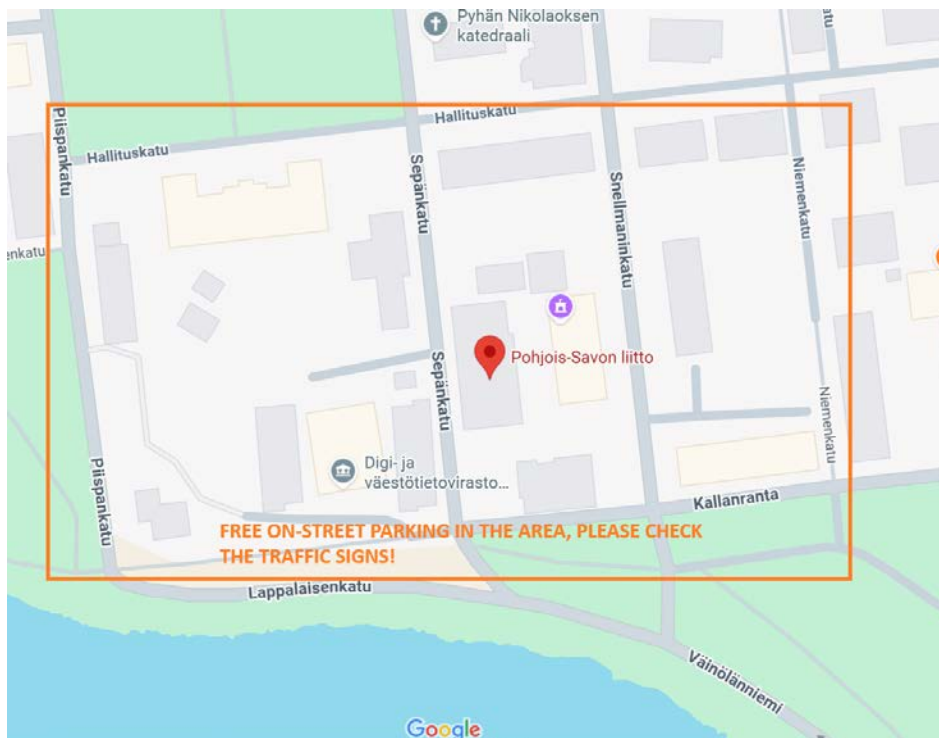 Pyhän Nikolaoksen
katedraali
Hallituskatu
Piispankatu
Hallituskatu
Sepänkatu
Snellmaninkatu
Niemenkatu
enkatu
Pohjois-Savon liitto
Sepänkatu
Niemenkatu
Piispankatu
Digi- ja
väestötietovirasto...
Kallanranta
FREE ON-STREET PARKING IN THE AREA, PLEASE CHECK
THE TRAFFIC SIGNS!
Lappalaisenkatu
Väinölänniemi
Google